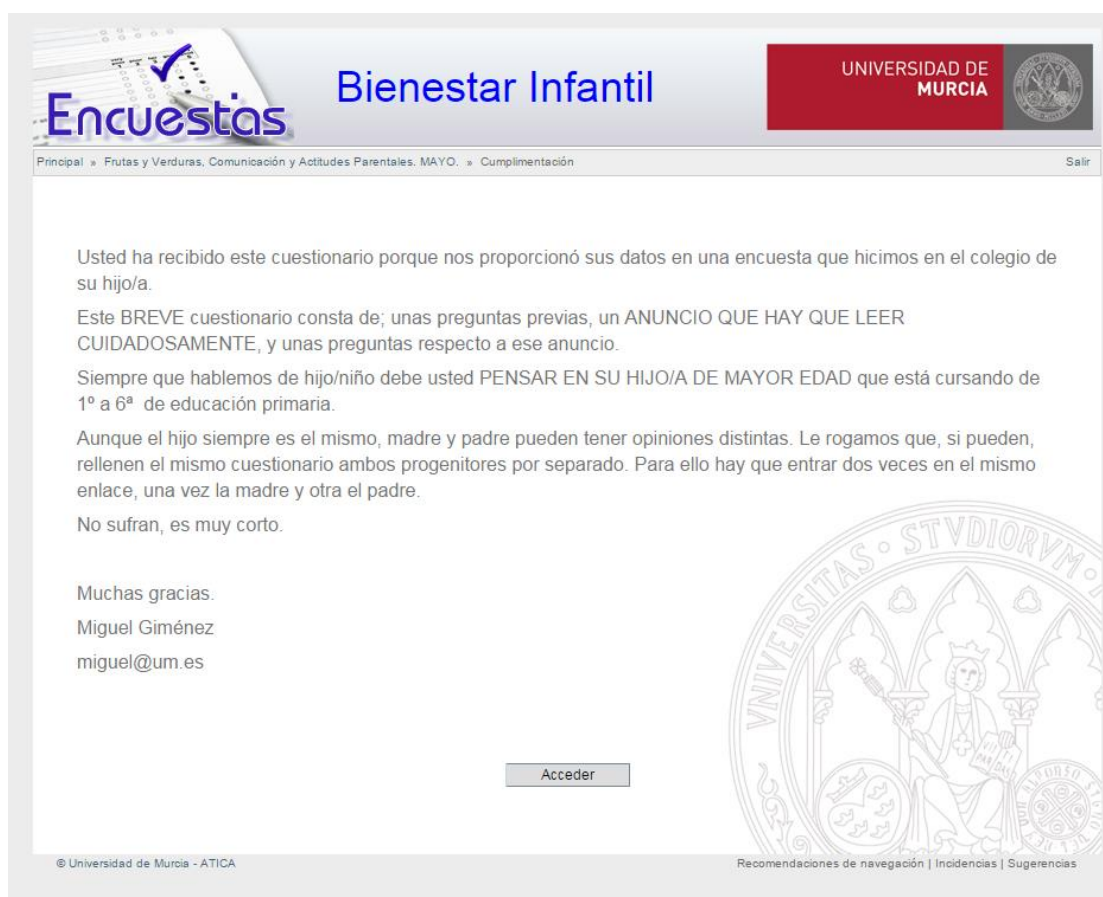 Encuestas
Bienestar Infantil
UNIVERSIDAD DE
MURCIA
Principal » Frutas y Verduras, Comunicación y Actitudes Parentales. MAYO. » Cumplimentación
Salir
Usted ha recibido este cuestionario porque nos proporcionó sus datos en una encuesta que hicimos en el colegio de
su hijo/a.
Este BREVE cuestionario consta de; unas preguntas previas, un ANUNCIO QUE HAY QUE LEER
CUIDADOSAMENTE, y unas preguntas respecto a ese anuncio.
Siempre que hablemos de hijo/niño debe usted PENSAR EN SU HIJO/A DE MAYOR EDAD que está cursando de
1º a 6ª de educación primaria.
Aunque el hijo siempre es el mismo, madre y padre pueden tener opiniones distintas. Le rogamos que, si pueden,
rellenen el mismo cuestionario ambos progenitores por separado. Para ello hay que entrar dos veces en el mismo
enlace, una vez la madre y otra el padre.
No sufran, es muy corto.
Muchas gracias.
Miguel Giménez
miguel@um.es
VNIVERSITAS · STVDIORVM
Acceder
© Universidad de Murcia - ATICA
Recomendaciones de navegación | Incidencias | Sugerencias